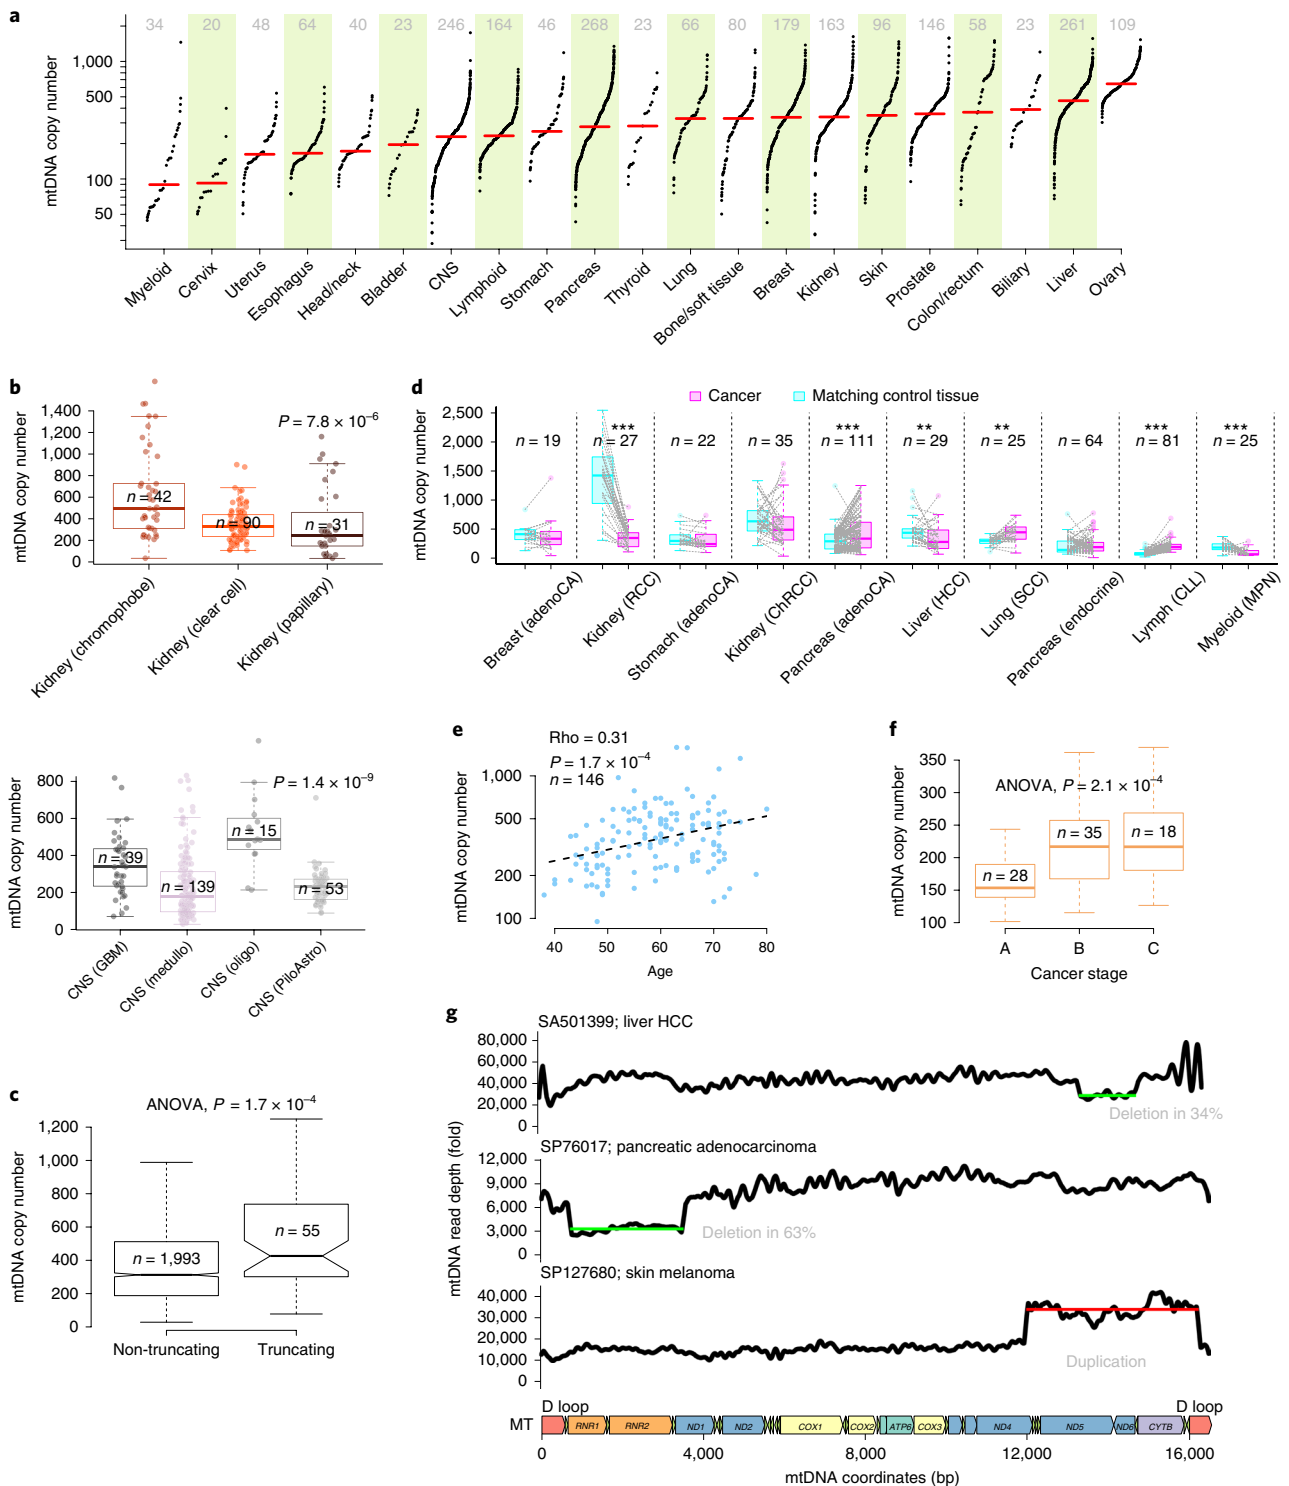 a
34 20 48 64 40 23 246 164 46 268 23 66 80 179 163 96 146 58 23 261 109
mtDNA copy number
1,000
500
100
50
Myeloid
Cervix
Uterus
Esophagus
Head/neck
Bladder
CNS
Lymphoid
Stomach
Pancreas
Thyroid
Lung
Bone/soft tissue
Breast
Kidney
Skin
Prostate
Colon/rectum
Biliary
Liver
Ovary
b
mtDNA copy number
1,400
1,200
1,000
800
600
400
200
0
P = 7.8 × 10⁻⁶
n = 42
n = 90
n = 31
Kidney (chromophobe)
Kidney (clear cell)
Kidney (papillary)
mtDNA copy number
800
600
400
200
0
P = 1.4 × 10⁻⁹
n = 39
n = 139
n = 15
n = 53
CNS (GBM)
CNS (medullo)
CNS (oligo)
CNS (PiloAstro)
c
ANOVA, P = 1.7 × 10⁻⁴
mtDNA copy number
1,200
1,000
800
600
400
200
0
n = 1,993
n = 55
Non-truncating
Truncating
d
Cancer
Matching control tissue
mtDNA copy number
2,500
2,000
1,500
1,000
500
0
*** *** ** ** *** ***
n = 19 n = 27 n = 22 n = 35 n = 111 n = 29 n = 25 n = 64 n = 81 n = 25
Breast (adenoCA)
Kidney (RCC)
Stomach (adenoCA)
Kidney (ChRCC)
Pancreas (adenoCA)
Liver (HCC)
Lung (SCC)
Pancreas (endocrine)
Lymph (CLL)
Myeloid (MPN)
e
Rho = 0.31
P = 1.7 × 10⁻⁴
n = 146
mtDNA copy number
1,000
500
200
100
40 50 60 70 80
Age
f
ANOVA, P = 2.1 × 10⁻⁴
mtDNA copy number
350
300
250
200
150
100
n = 28
n = 35
n = 18
A B C
Cancer stage
g
mtDNA read depth (fold)
SA501399; liver HCC
80,000
60,000
40,000
20,000
0
Deletion in 34%
SP76017; pancreatic adenocarcinoma
12,000
9,000
6,000
3,000
0
Deletion in 63%
SP127680; skin melanoma
40,000
30,000
20,000
10,000
0
Duplication
D loop D loop
MT RNR1 RNR2 ND1 ND2 COX1 COX2 ATP6 COX3 ND4 ND5 ND6 CYTB
0 4,000 8,000 12,000 16,000
mtDNA coordinates (bp)